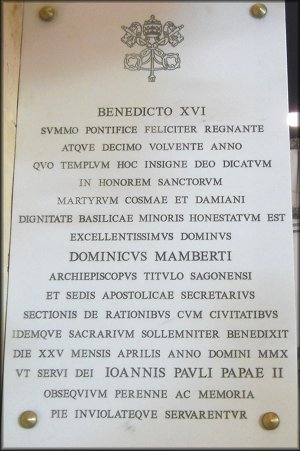 BENEDICTO XVI
SVMMO PONTIFICE FELICITER REGNANTE
ATQVE DECIMO VOLVENTE ANNO
QVO TEMPLVM HOC INSIGNE DEO DICATVM
IN HONOREM SANCTORVM
MARTYRVM COSMAE ET DAMIANI
DIGNITATE BASILICAE MINORIS HONESTATVM EST
EXCELLENTISSIMVS DOMINVS
DOMINICVS MAMBERTI
ARCHIEPISCOPVS TITVLO SAGONENSI
ET SEDIS APOSTOLICAE SECRETARIVS
SECTIONIS DE RATIONIBVS CVM CIVITATIBVS
IDEMQVE SACRARIVM SOLLEMNITER BENEDIXIT
DIE XXV MENSIS APRILIS ANNO DOMINI MMX
VT SERVI DEI IOANNIS PAVLI PAPAE II
OBSEQVIVM PERENNE AC MEMORIA
PIE INVIOLATEQVE SERVARENTVR